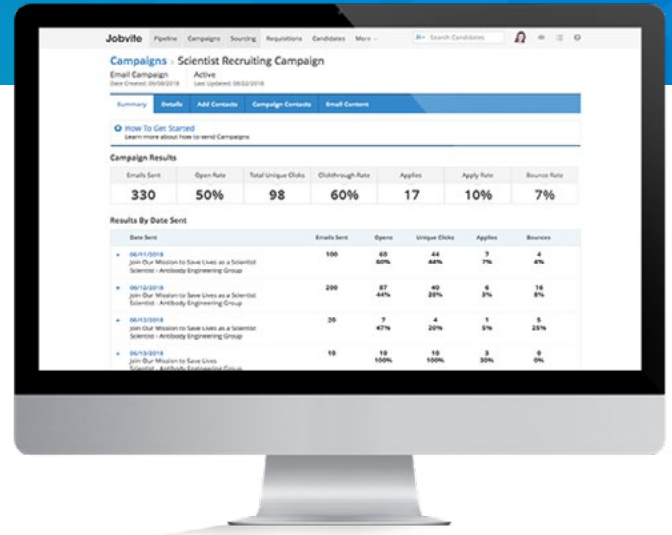 Jobvite Pipeline Campaigns Sourcing Requisitions Candidates More Search Candidates
Campaigns > Scientist Recruiting Campaign
Email Campaign Active
Date Created: 06/08/2018 Last Updated: 08/22/2018
Summary Details Add Contacts Campaign Contacts Email Content
How To Get Started
Learn more about how to send Campaigns
Campaign Results
Emails Sent Open Rate Total Unique Clicks Clickthrough Rate Applies Apply Rate Bounce Rate
330 50% 98 60% 17 10% 7%
Results By Date Sent
Date Sent Emails Sent Opens Unique Clicks Applies Bounces
06/11/2018 100 60 44 7 4
Join Our Mission to Save Lives as a Scientist 60% 44% 7% 4%
Scientist - Antibody Engineering Group
06/12/2018 200 87 40 6 16
Join Our Mission to Save Lives as a Scientist 44% 20% 3% 8%
Scientist - Antibody Engineering Group
06/13/2018 20 7 4 1 5
Join Our Mission to Save Lives as a Scientist 47% 20% 5% 25%
Scientist - Antibody Engineering Group
06/13/2018 10 10 10 3 0
Join Our Mission to Save Lives 100% 100% 30% 0%
Scientist - Antibody Engineering Group